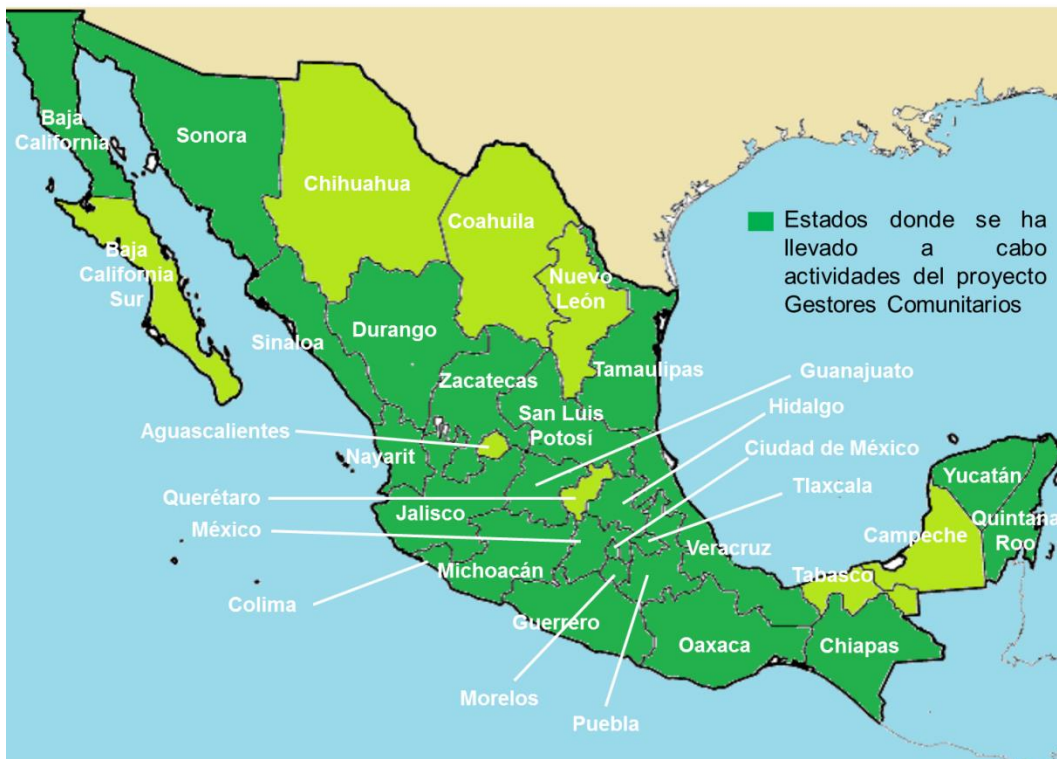 Baja
California
Sonora
Chihuahua
Coahuila
Estados donde se ha
llevado a cabo
actividades del proyecto
Gestores Comunitarios
Baja
California
Sur
Nuevo
León
Durango
Sinaloa
Tamaulipas
Zacatecas
Guanajuato
San Luis
Potosí
Hidalgo
Aguascalientes
Nayarit
Ciudad de México
Yucatán
Tlaxcala
Querétaro
Jalisco
Quintana
Roo
México
Veracruz
Campeche
Michoacán
Tabasco
Colima
Guerrero
Oaxaca
Chiapas
Morelos
Puebla